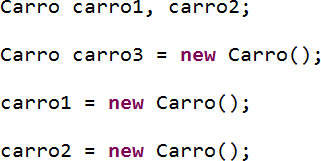 Carro carro1, carro2;
Carro carro3 = new Carro();
carro1 = new Carro();
carro2 = new Carro();